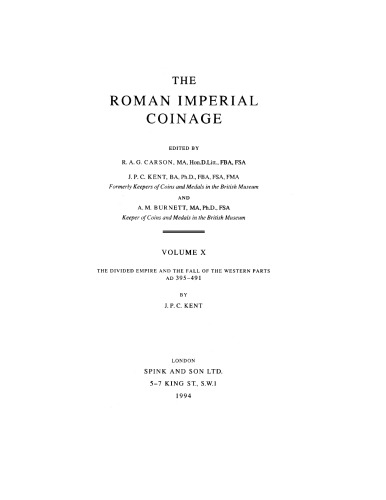 THE
ROMAN IMPERIAL
COINAGE
EDITED BY
R. A. G. CARSON, MA, Hon.D.Litt., FBA, FSA
J. P. C. KENT, BA, Ph.D., FBA, FSA, FMA
Formerly Keepers of Coins and Medals in the British Museum
AND
A. M. BURNETT, MA, Ph.D., FSA
Keeper of Coins and Medals in the British Museum
VOLUME X
THE DIVIDED EMPIRE AND THE FALL OF THE WESTERN PARTS
AD 395–491
BY
J. P. C. KENT
LONDON
SPINK AND SON LTD.
5–7 KING ST., S.W.1
1994